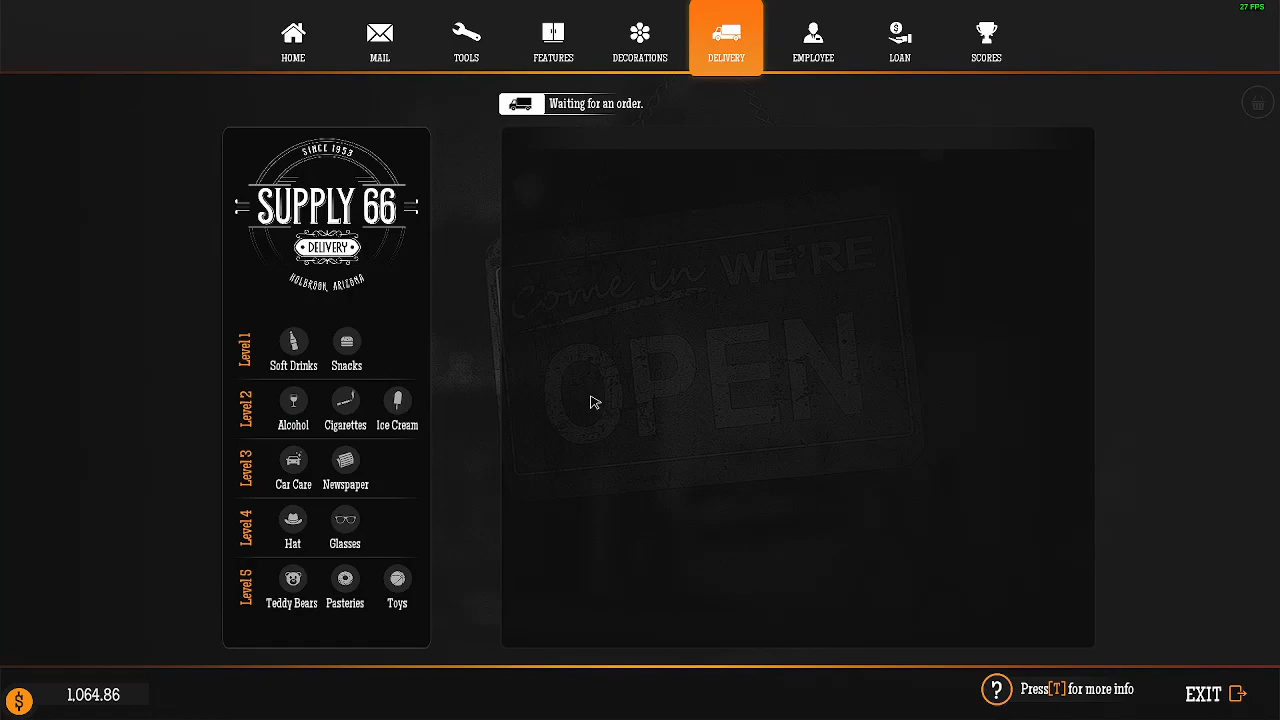 27 FPS
HOME
MAIL
TOOLS
FEATURES
DECORATIONS
DELIVERY
EMPLOYEE
LOAN
SCORES
Waiting for an order.
SINCE 1953
SUPPLY 66
DELIVERY
HOLBROOK, ARIZONA
Come in WE'RE
OPEN
Level 1
Soft Drinks Snacks
Level 2
Alcohol Cigarettes Ice Cream
Level 3
Car Care Newspaper
Level 4
Hat Glasses
Level 5
Teddy Bears Pasteries Toys
$ 1,064.86
? Press[T] for more info
EXIT